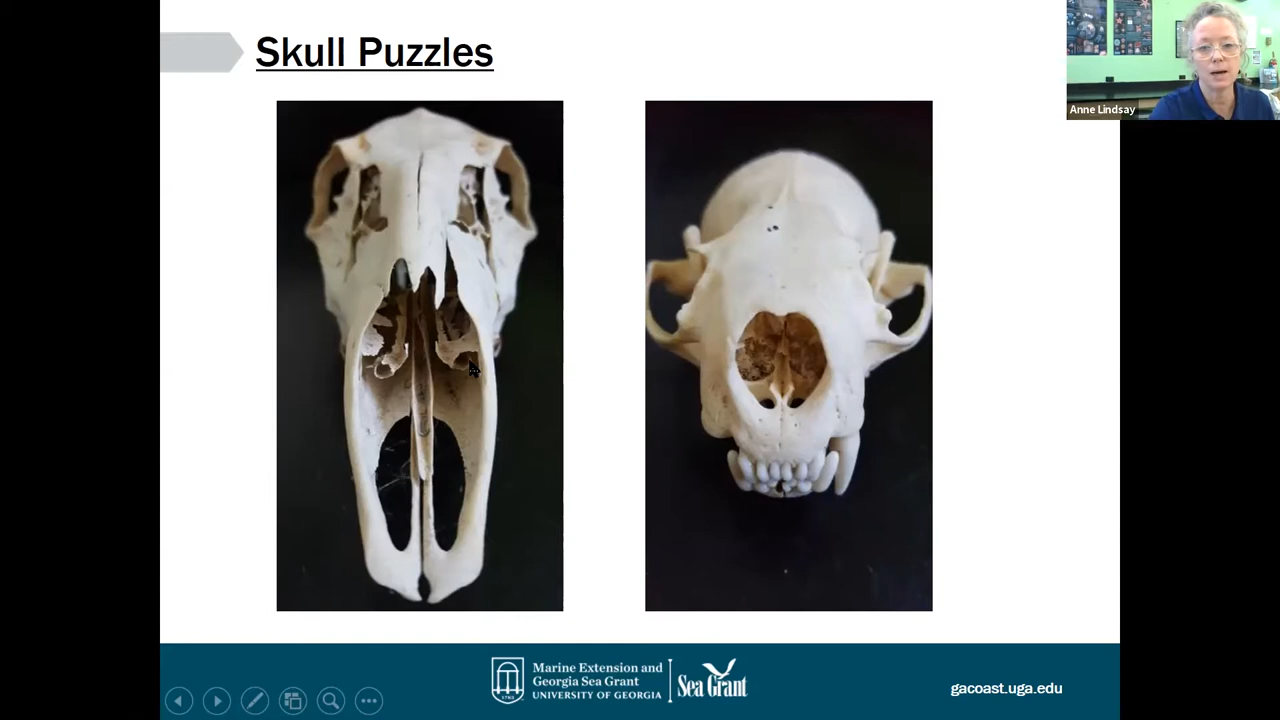 Skull Puzzles
Anne Lindsay
Marine Extension and
Georgia Sea Grant
UNIVERSITY OF GEORGIA
Sea Grant
gacoast.uga.edu